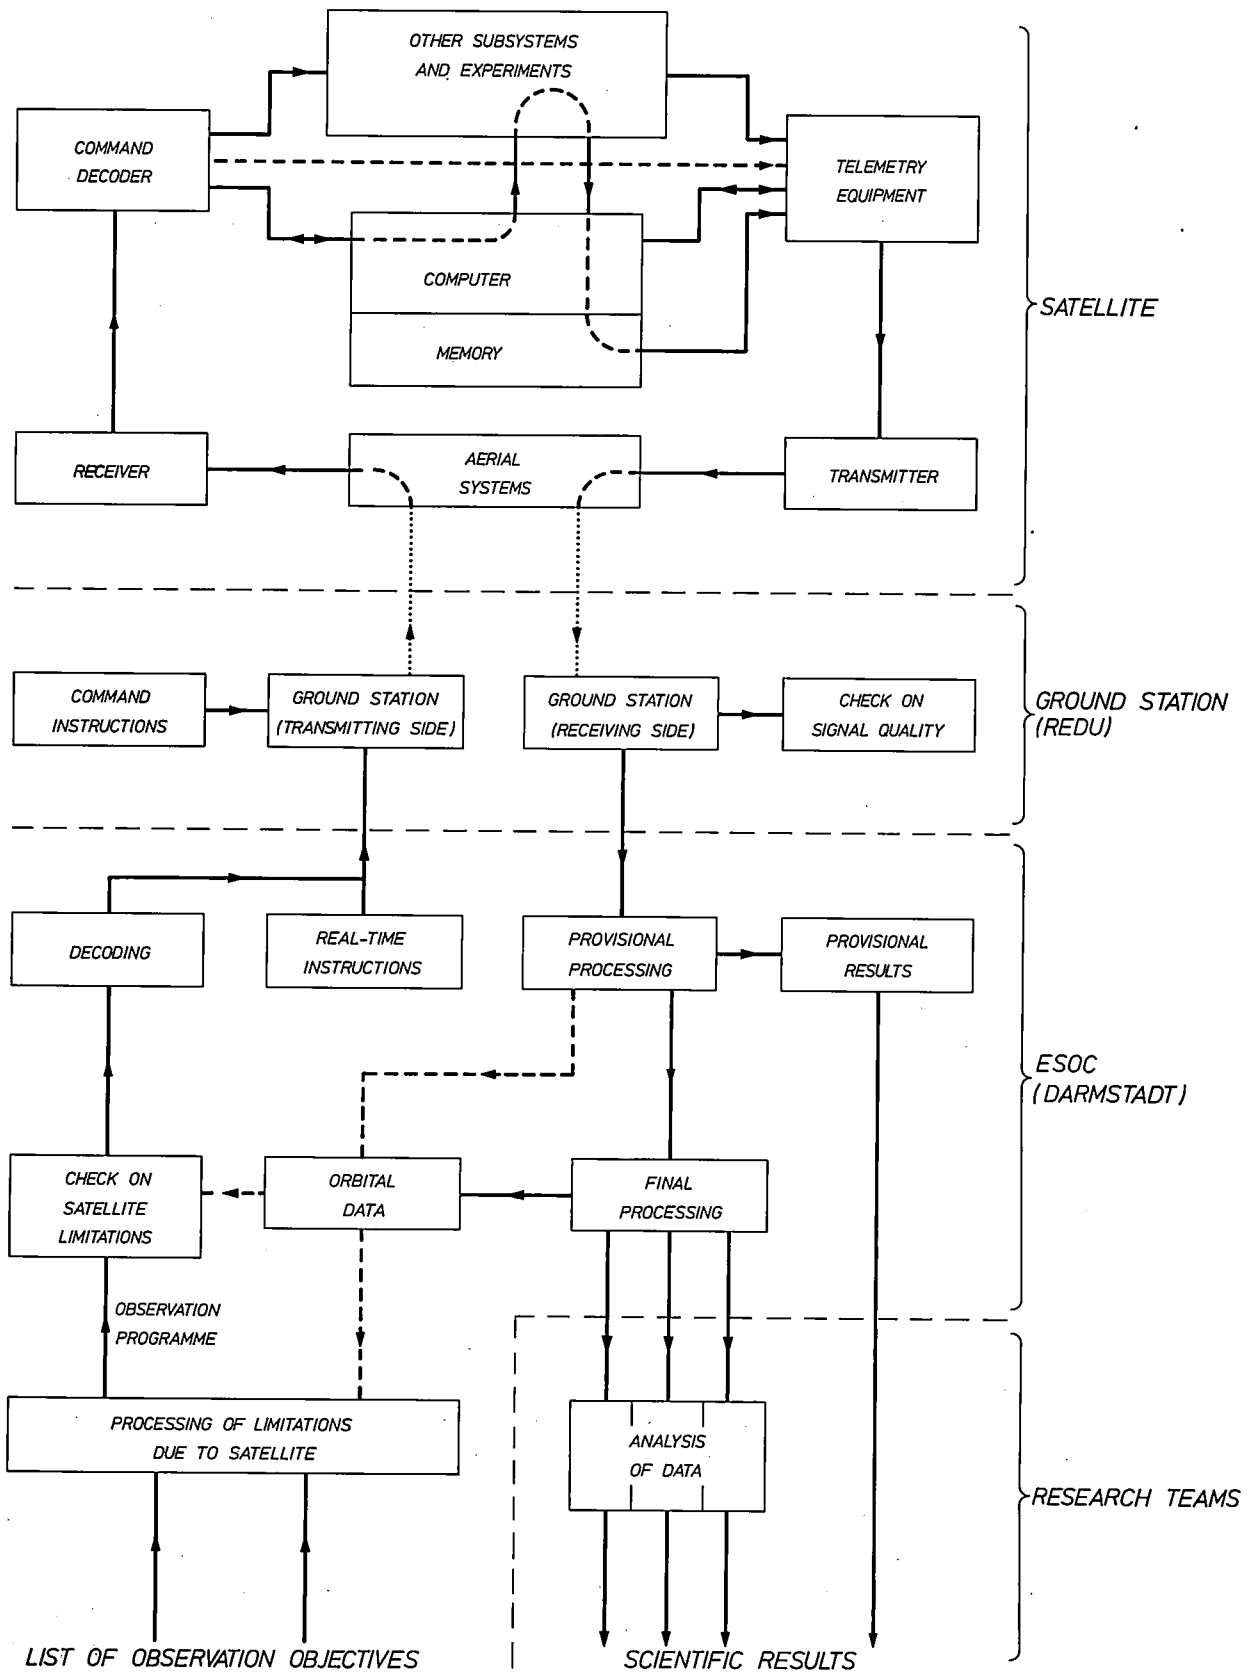 OTHER SUBSYSTEMS
AND EXPERIMENTS
COMMAND
DECODER
TELEMETRY
EQUIPMENT
COMPUTER
MEMORY
SATELLITE
RECEIVER
AERIAL
SYSTEMS
TRANSMITTER
COMMAND
INSTRUCTIONS
GROUND STATION
(TRANSMITTING SIDE)
GROUND STATION
(RECEIVING SIDE)
CHECK ON
SIGNAL QUALITY
GROUND STATION
(REDU)
DECODING
REAL-TIME
INSTRUCTIONS
PROVISIONAL
PROCESSING
PROVISIONAL
RESULTS
ESOC
(DARMSTADT)
CHECK ON
SATELLITE
LIMITATIONS
ORBITAL
DATA
FINAL
PROCESSING
OBSERVATION
PROGRAMME
PROCESSING OF LIMITATIONS
DUE TO SATELLITE
ANALYSIS
OF DATA
RESEARCH TEAMS
LIST OF OBSERVATION OBJECTIVES
SCIENTIFIC RESULTS